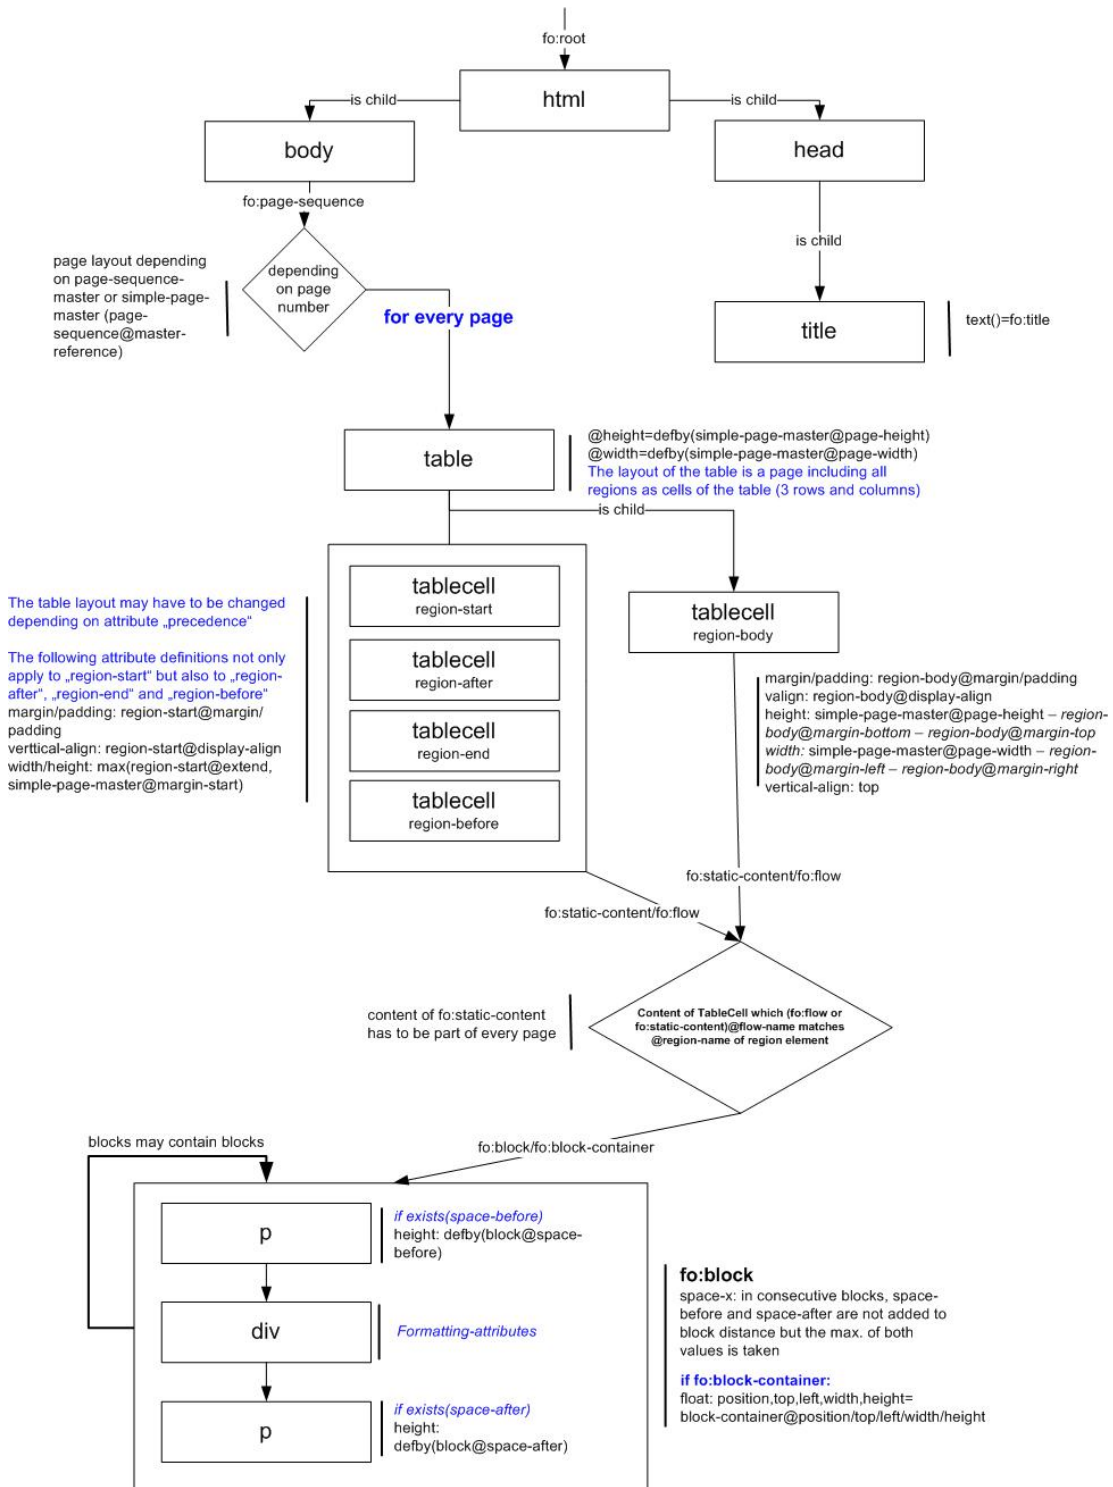 fo:root
html
is child
is child
body
head
fo:page-sequence
is child
page layout depending
on page-sequence-
master or simple-page-
master (page-
sequence@master-
reference)
depending
on page
number
for every page
title
text()=fo:title
table
@height=defby(simple-page-master@page-height)
@width=defby(simple-page-master@page-width)
The layout of the table is a page including all
regions as cells of the table (3 rows and columns)
is child
The table layout may have to be changed
depending on attribute „precedence“
The following attribute definitions not only
apply to „region-start“ but also to „region-
after“, „region-end“ and „region-before“
margin/padding: region-start@margin/
padding
verttical-align: region-start@display-align
width/height: max(region-start@extend,
simple-page-master@margin-start)
tablecell
region-start
tablecell
region-after
tablecell
region-end
tablecell
region-before
tablecell
region-body
margin/padding: region-body@margin/padding
valign: region-body@display-align
height: simple-page-master@page-height – region-
body@margin-bottom – region-body@margin-top
width: simple-page-master@page-width – region-
body@margin-left – region-body@margin-right
vertical-align: top
fo:static-content/fo:flow
fo:static-content/fo:flow
content of fo:static-content
has to be part of every page
Content of TableCell which (fo:flow or
fo:static-content)@flow-name matches
@region-name of region element
fo:block/fo:block-container
blocks may contain blocks
p
if exists(space-before)
height: defby(block@space-
before)
div
Formatting-attributes
p
if exists(space-after)
height:
defby(block@space-after)
fo:block
space-x: in consecutive blocks, space-
before and space-after are not added to
block distance but the max. of both
values is taken
if fo:block-container:
float: position,top,left,width,height=
block-container@position/top/left/width/height